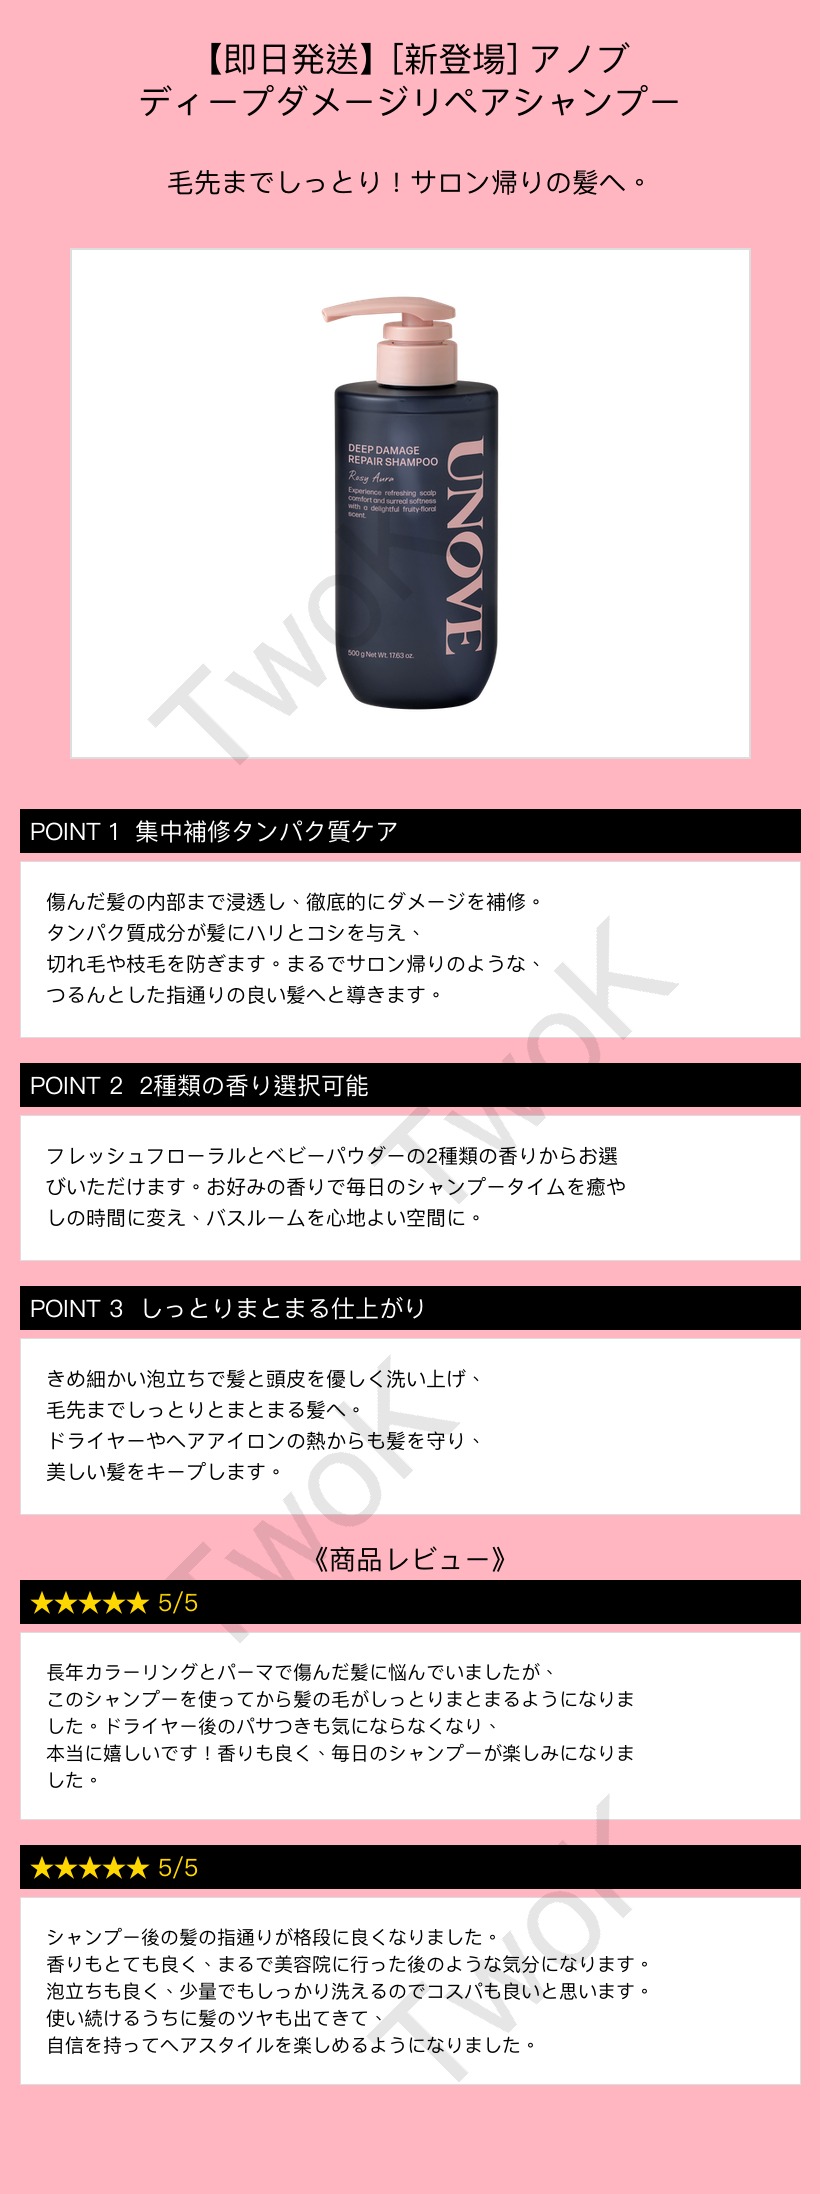 【即日発送】[新登場] アノブ
ディープダメージリペアシャンプー
毛先までしっとり！サロン帰りの髪へ。
DEEP DAMAGE
REPAIR SHAMPOO
Rosy Aura
Experience refreshing scalp
comfort and surreal softness
with a delightful fruity-floral
scent.
UNOVE
500 g Net Wt. 17.63 oz.
TwoK
POINT 1 集中補修タンパク質ケア
傷んだ髪の内部まで浸透し、徹底的にダメージを補修。
タンパク質成分が髪にハリとコシを与え、
切れ毛や枝毛を防ぎます。まるでサロン帰りのような、
つるんとした指通りの良い髪へと導きます。
TwoK
POINT 2 2種類の香り選択可能
フレッシュフローラルとベビーパウダーの2種類の香りからお選
びいただけます。お好みの香りで毎日のシャンプータイムを癒や
しの時間に変え、バスルームを心地よい空間に。
POINT 3 しっとりまとまる仕上がり
きめ細かい泡立ちで髪と頭皮を優しく洗い上げ、
毛先までしっとりとまとまる髪へ。
ドライヤーやヘアアイロンの熱からも髪を守り、
美しい髪をキープします。
TwoK
《商品レビュー》
★★★★★ 5/5
長年カラーリングとパーマで傷んだ髪に悩んでいましたが、
このシャンプーを使ってから髪の毛がしっとりまとまるようになりま
した。ドライヤー後のパサつきも気にならなくなり、
本当に嬉しいです！香りも良く、毎日のシャンプーが楽しみになりま
した。
★★★★★ 5/5
シャンプー後の髪の指通りが格段に良くなりました。
香りもとても良く、まるで美容院に行った後のような気分になります。
泡立ちも良く、少量でもしっかり洗えるのでコスパも良いと思います。
使い続けるうちに髪のツヤも出てきて、
自信を持ってヘアスタイルを楽しめるようになりました。
TwoK